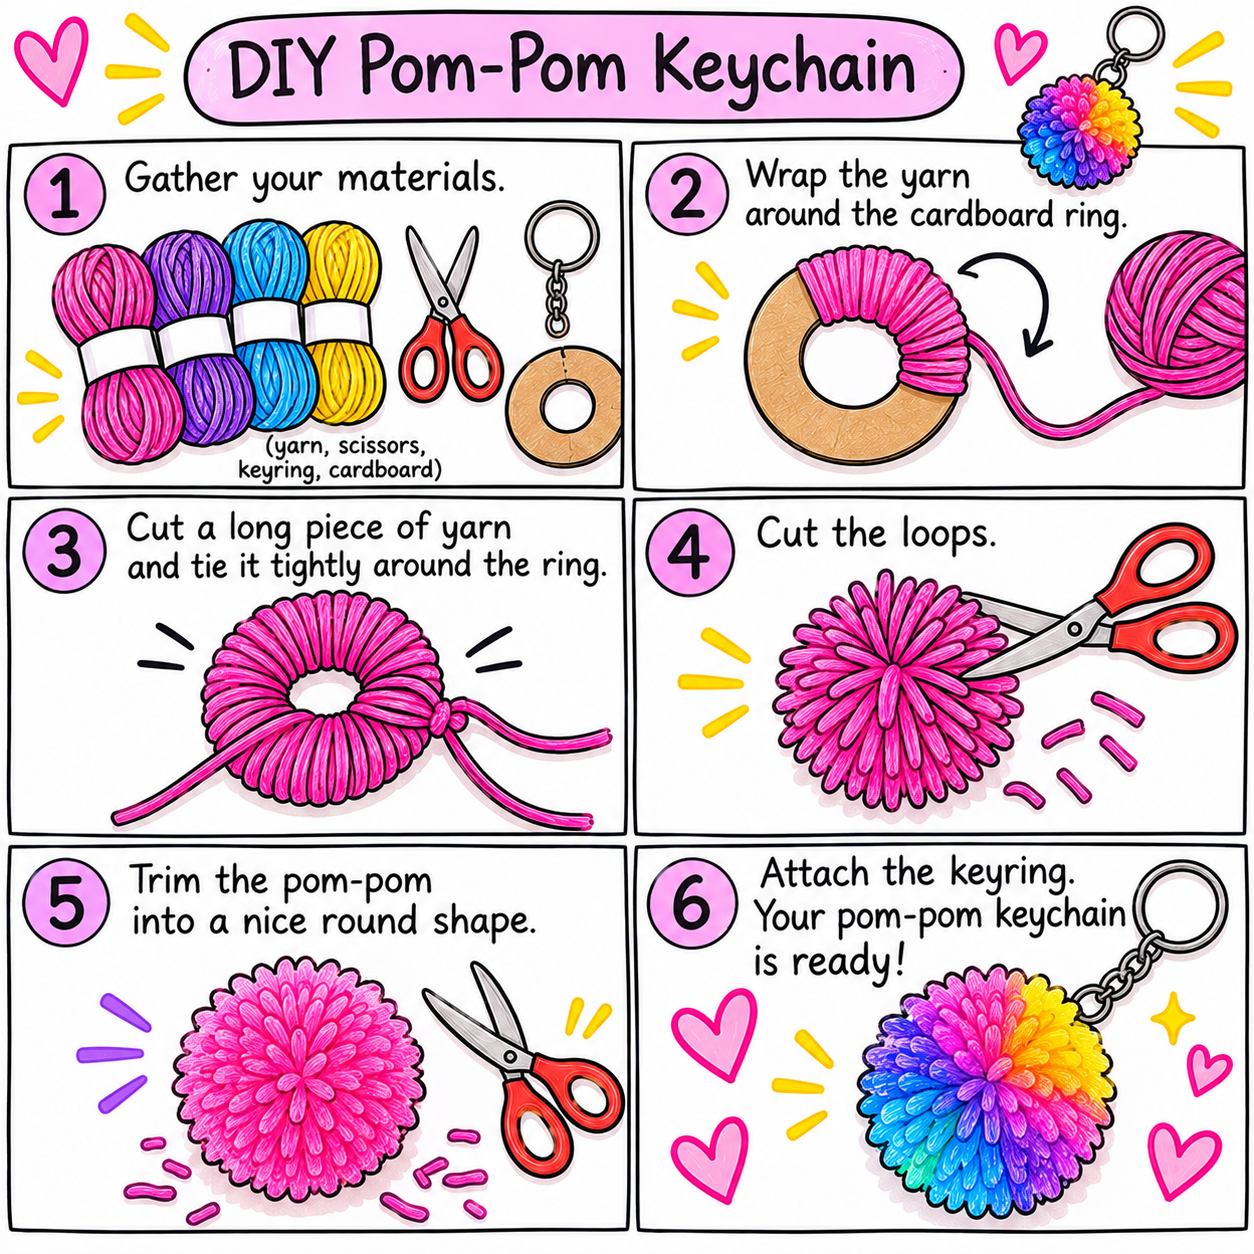 DIY Pom-Pom Keychain
1
Gather your materials.
(yarn, scissors,
keyring, cardboard)
2
Wrap the yarn
around the cardboard ring.
3
Cut a long piece of yarn
and tie it tightly around the ring.
4
Cut the loops.
5
Trim the pom-pom
into a nice round shape.
6
Attach the keyring.
Your pom-pom keychain
is ready!